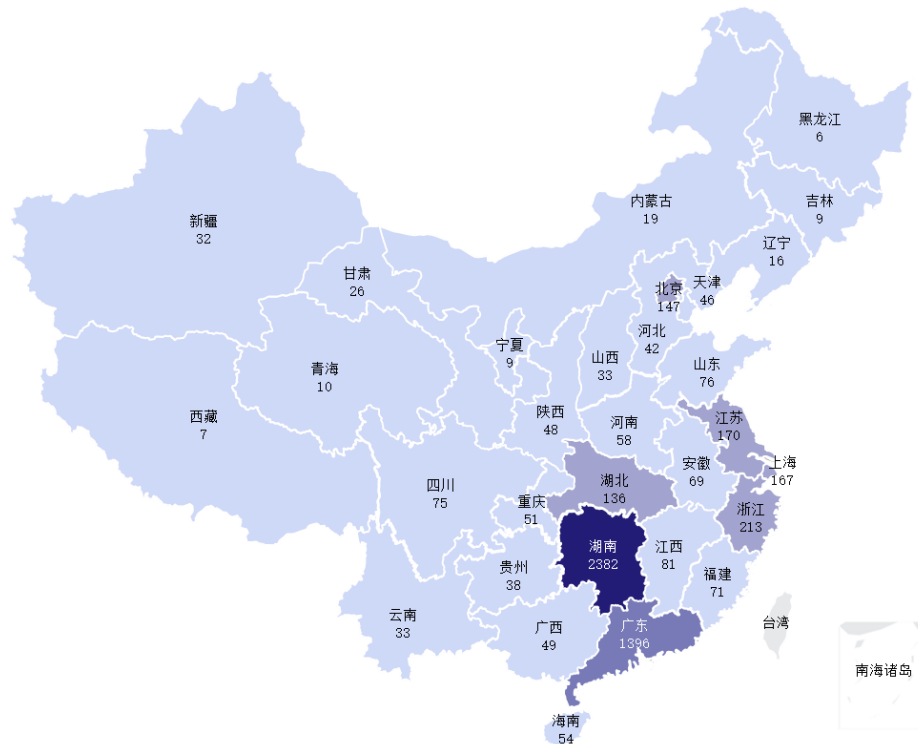 黑龙江
6
内蒙古
19
吉林
9
新疆
32
辽宁
16
甘肃
26
北京
147
天津
46
河北
42
宁夏
9
山西
33
山东
76
青海
10
西藏
7
陕西
48
河南
58
江苏
170
安徽
69
上海
167
四川
75
重庆
51
湖北
136
浙江
213
湖南
2382
江西
81
贵州
38
福建
71
云南
33
广西
49
广东
1396
台湾
南海诸岛
海南
54